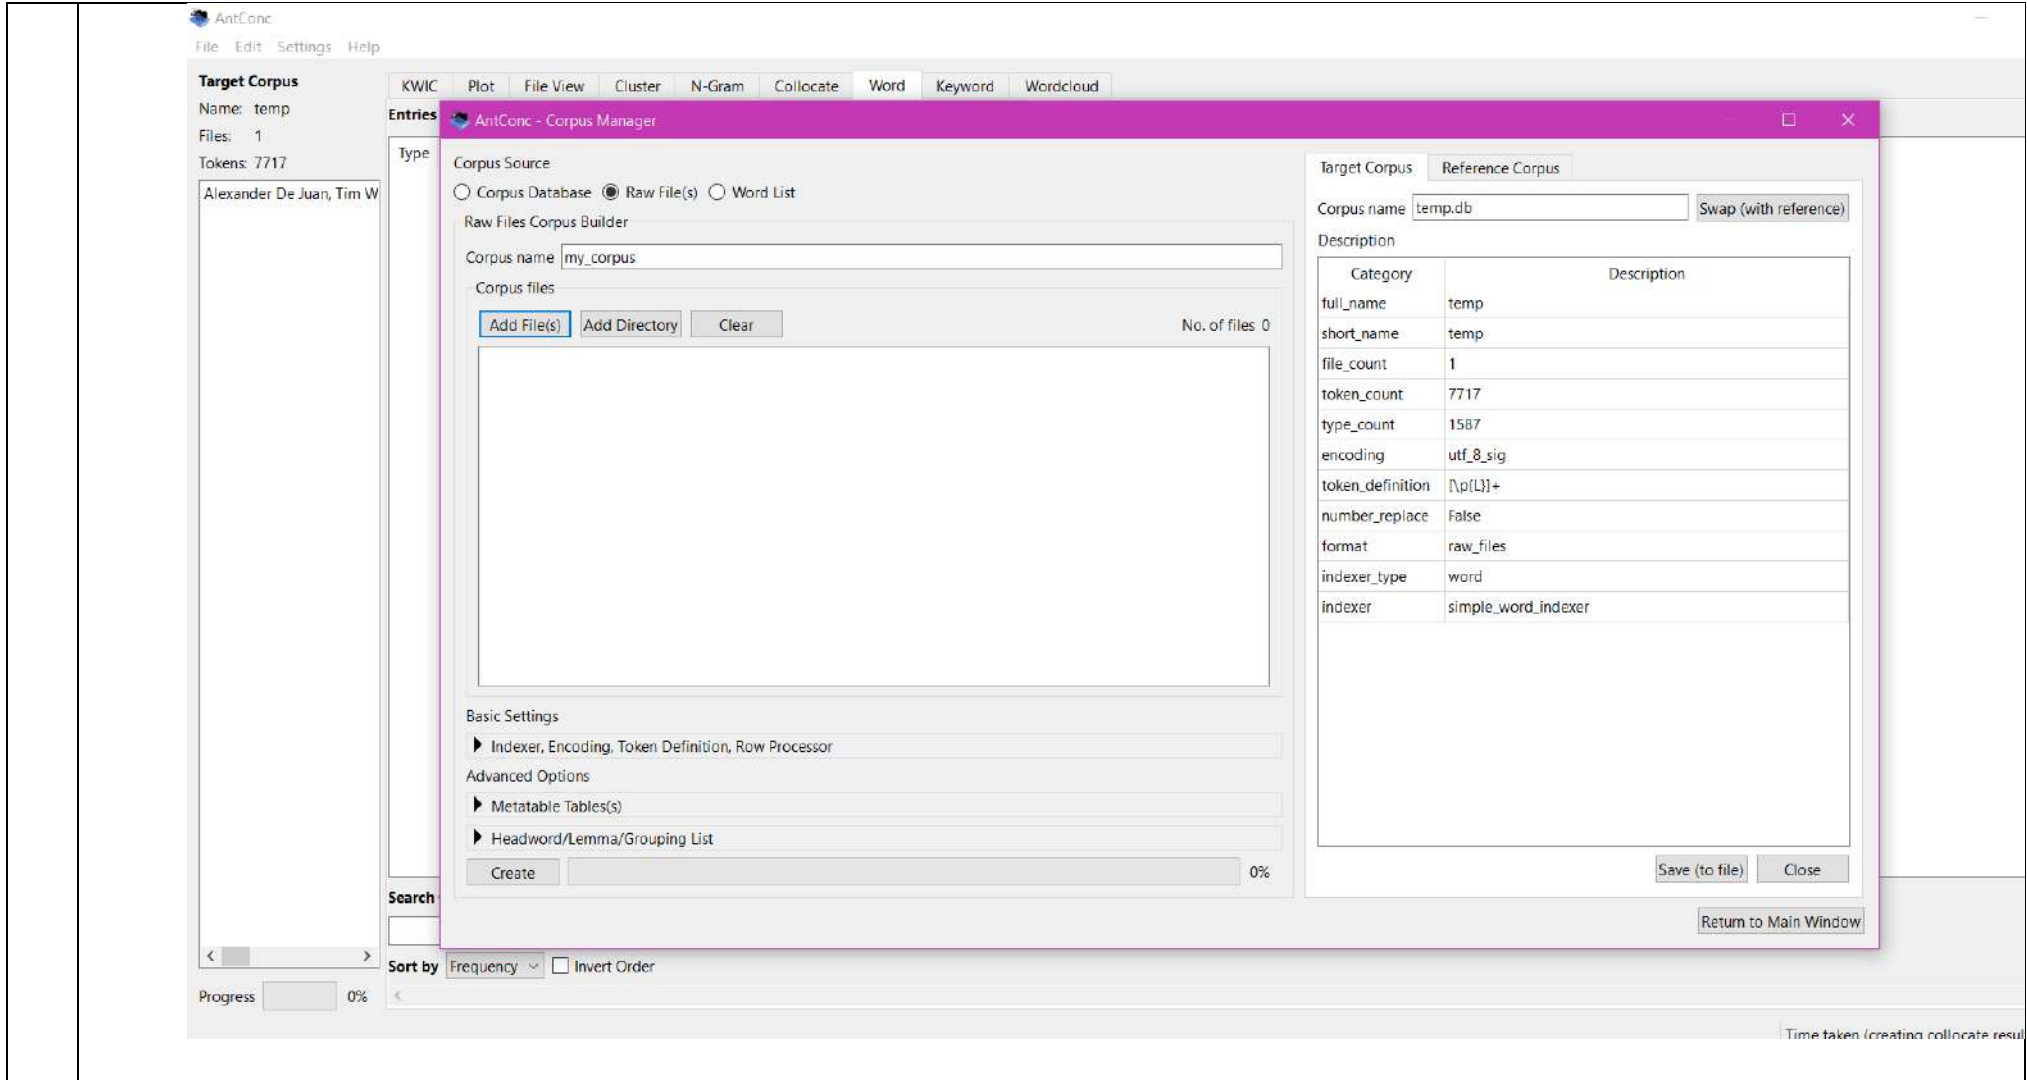 AntConc
File Edit Settings Help
Target Corpus
Name: temp
Files: 1
Tokens: 7717
Alexander De Juan, Tim W
Progress 0%
KWIC Plot File View Cluster N-Gram Collocate Word Keyword Wordcloud
Entries
Type
Search
Sort by Frequency Invert Order
AntConc - Corpus Manager
Corpus Source
Corpus Database Raw File(s) Word List
Raw Files Corpus Builder
Corpus name my_corpus
Corpus files
Add File(s) Add Directory Clear No. of files 0
Basic Settings
Indexer, Encoding, Token Definition, Row Processor
Advanced Options
Metatable Tables(s)
Headword/Lemma/Grouping List
Create 0%
Target Corpus Reference Corpus
Corpus name temp.db Swap (with reference)
Description
Category Description
full_name temp
short_name temp
file_count 1
token_count 7717
type_count 1587
encoding utf_8_sig
token_definition [\p{L}]+
number_replace False
format raw_files
indexer_type word
indexer simple_word_indexer
Save (to file) Close
Return to Main Window
Time taken (creating collocate resul